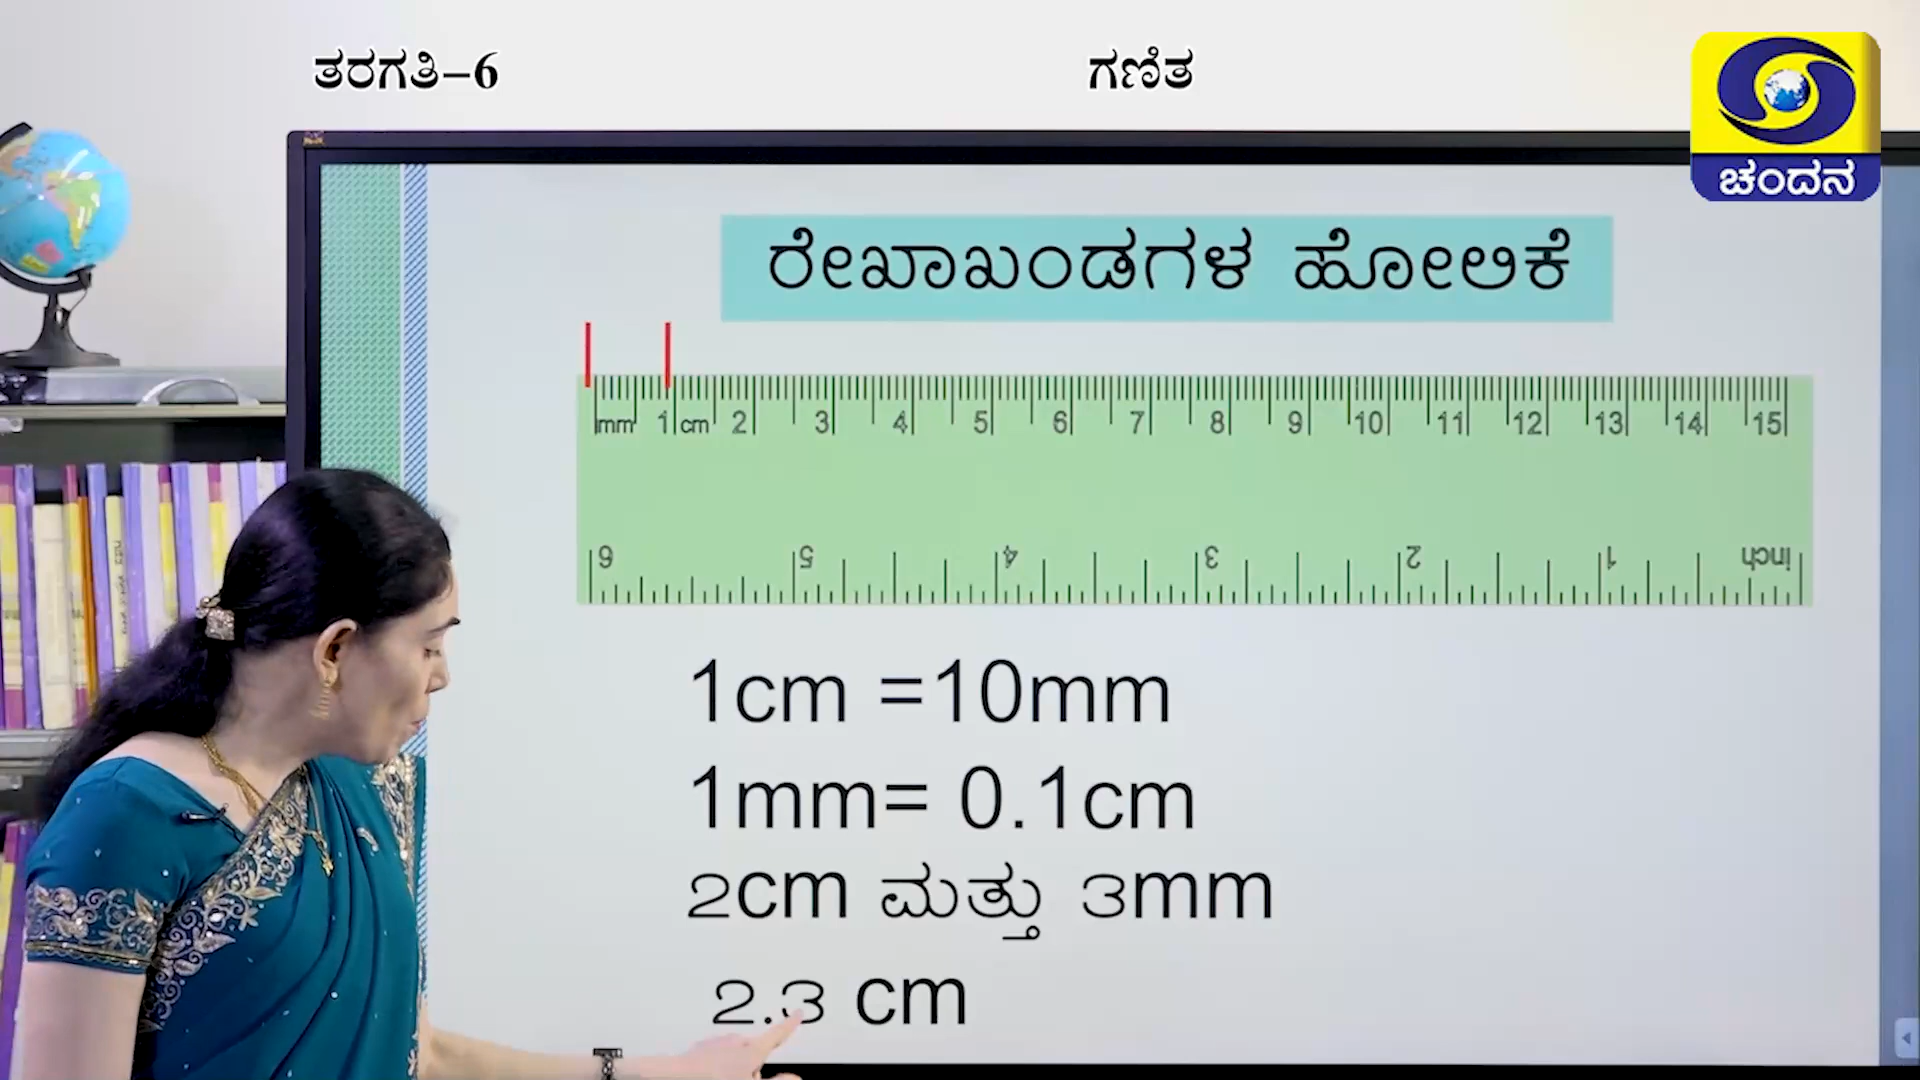 ತರಗತಿ–6
ಗಣಿತ
ಚಂದನ
ರೇಖಾಖಂಡಗಳ ಹೋಲಿಕೆ
mm 1 cm 2 3 4 5 6 7 8 9 10 11 12 13 14 15
6 5 4 3 2 1 Inch
1cm =10mm
1mm= 0.1cm
2cm ಮತ್ತು 3mm
2.3 cm